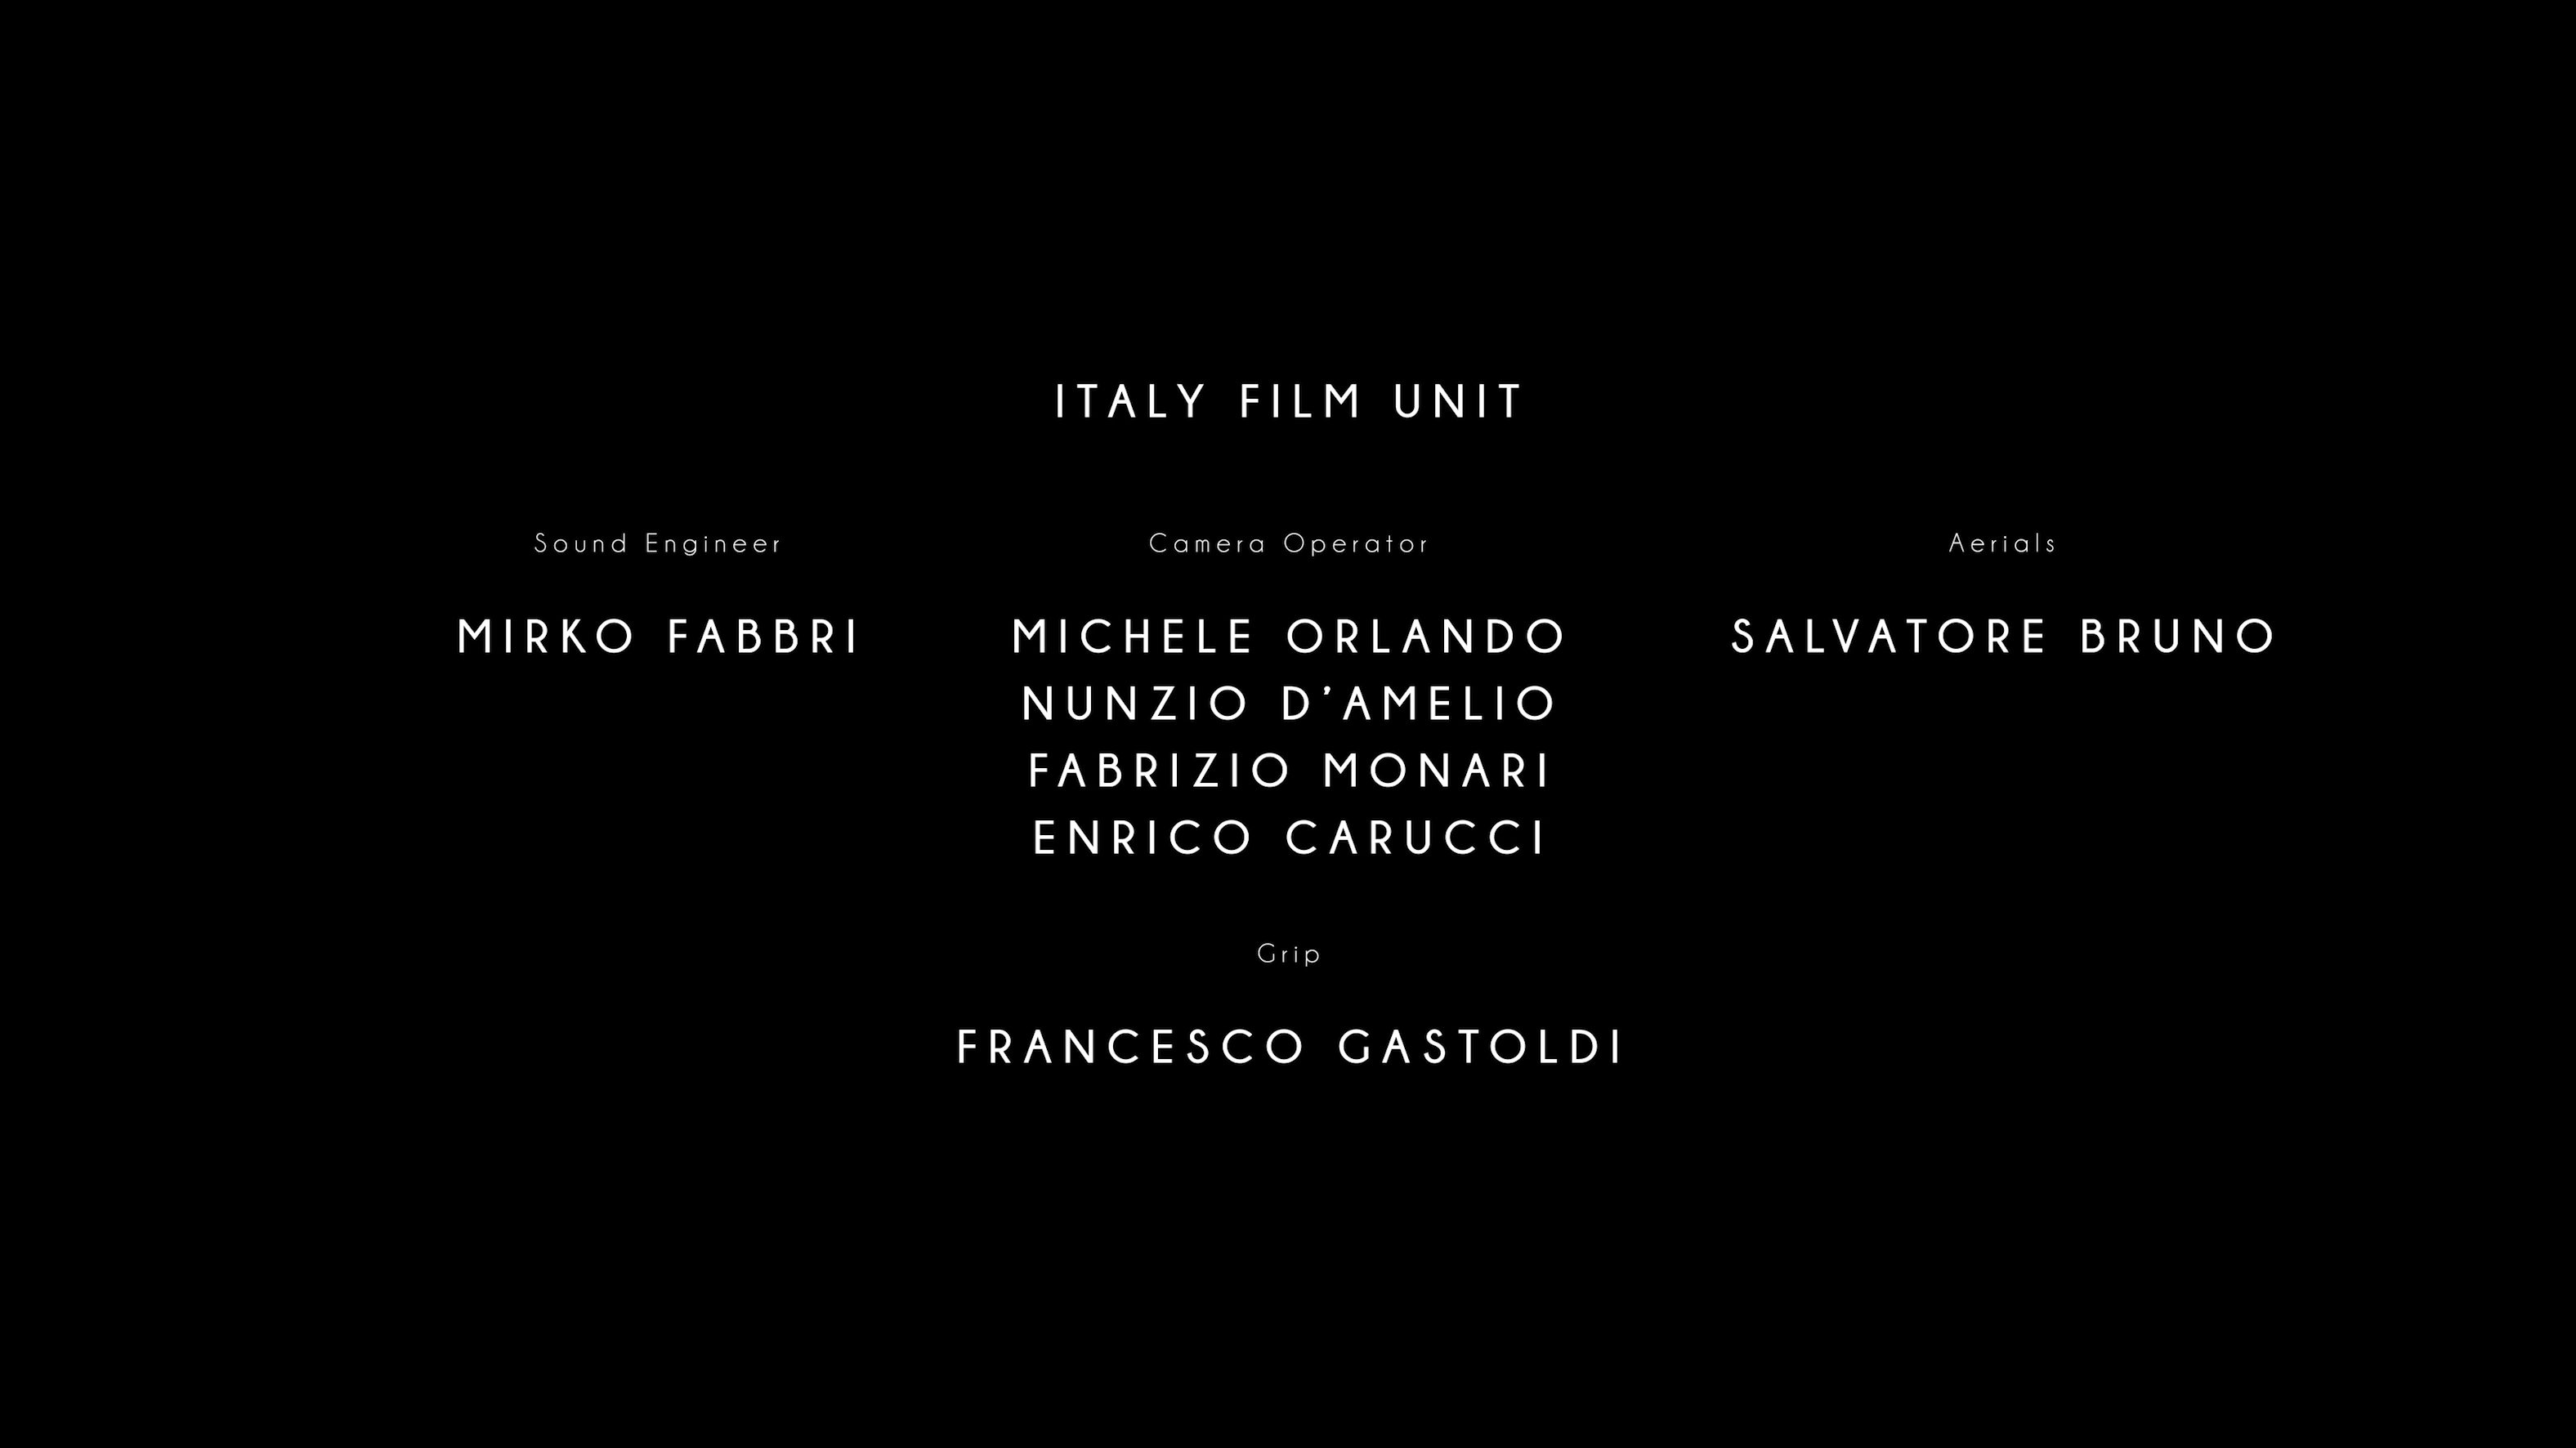 ITALY FILM UNIT
Sound Engineer
MIRKO FABBRI
Camera Operator
MICHELE ORLANDO
NUNZIO D’AMELIO
FABRIZIO MONARI
ENRICO CARUCCI
Aerials
SALVATORE BRUNO
Grip
FRANCESCO GASTOLDI